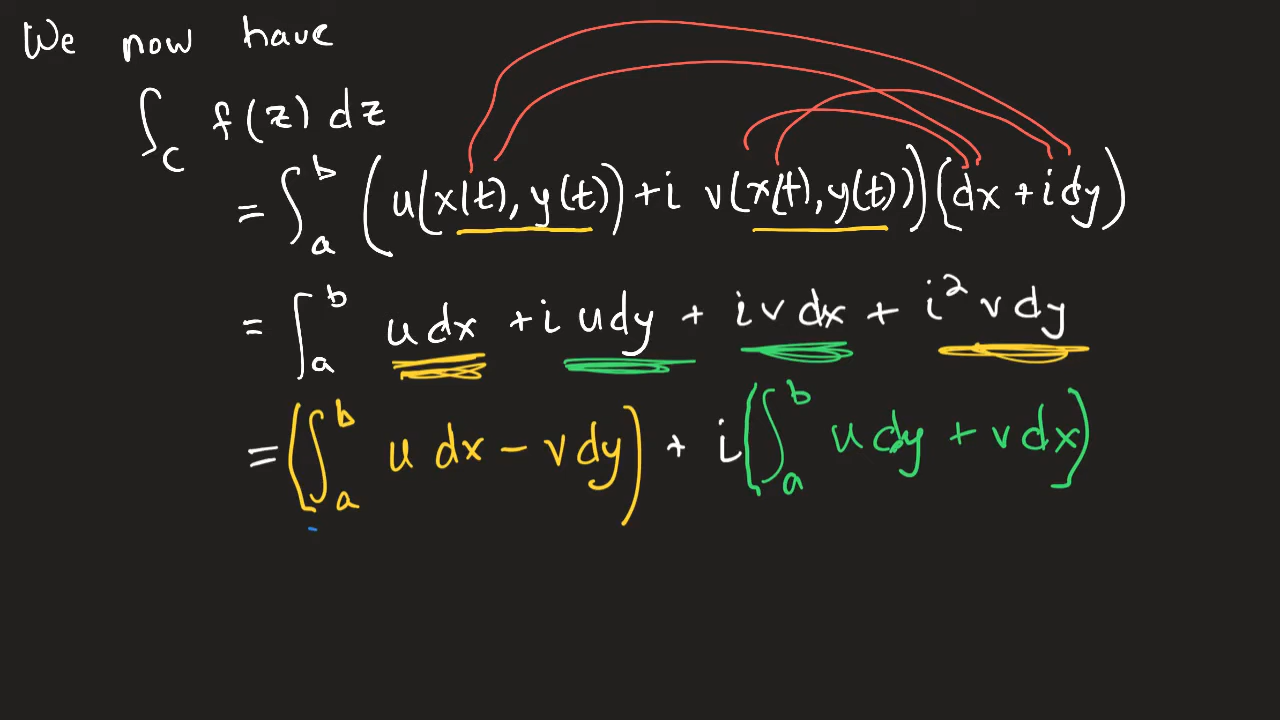 We now have
∫_C f(z) dz
= ∫_a^b (u(x(t), y(t)) + i v(x(t), y(t))) (dx + i dy)
= ∫_a^b u dx + i u dy + i v dx + i² v dy
= (∫_a^b u dx − v dy) + i (∫_a^b u dy + v dx)